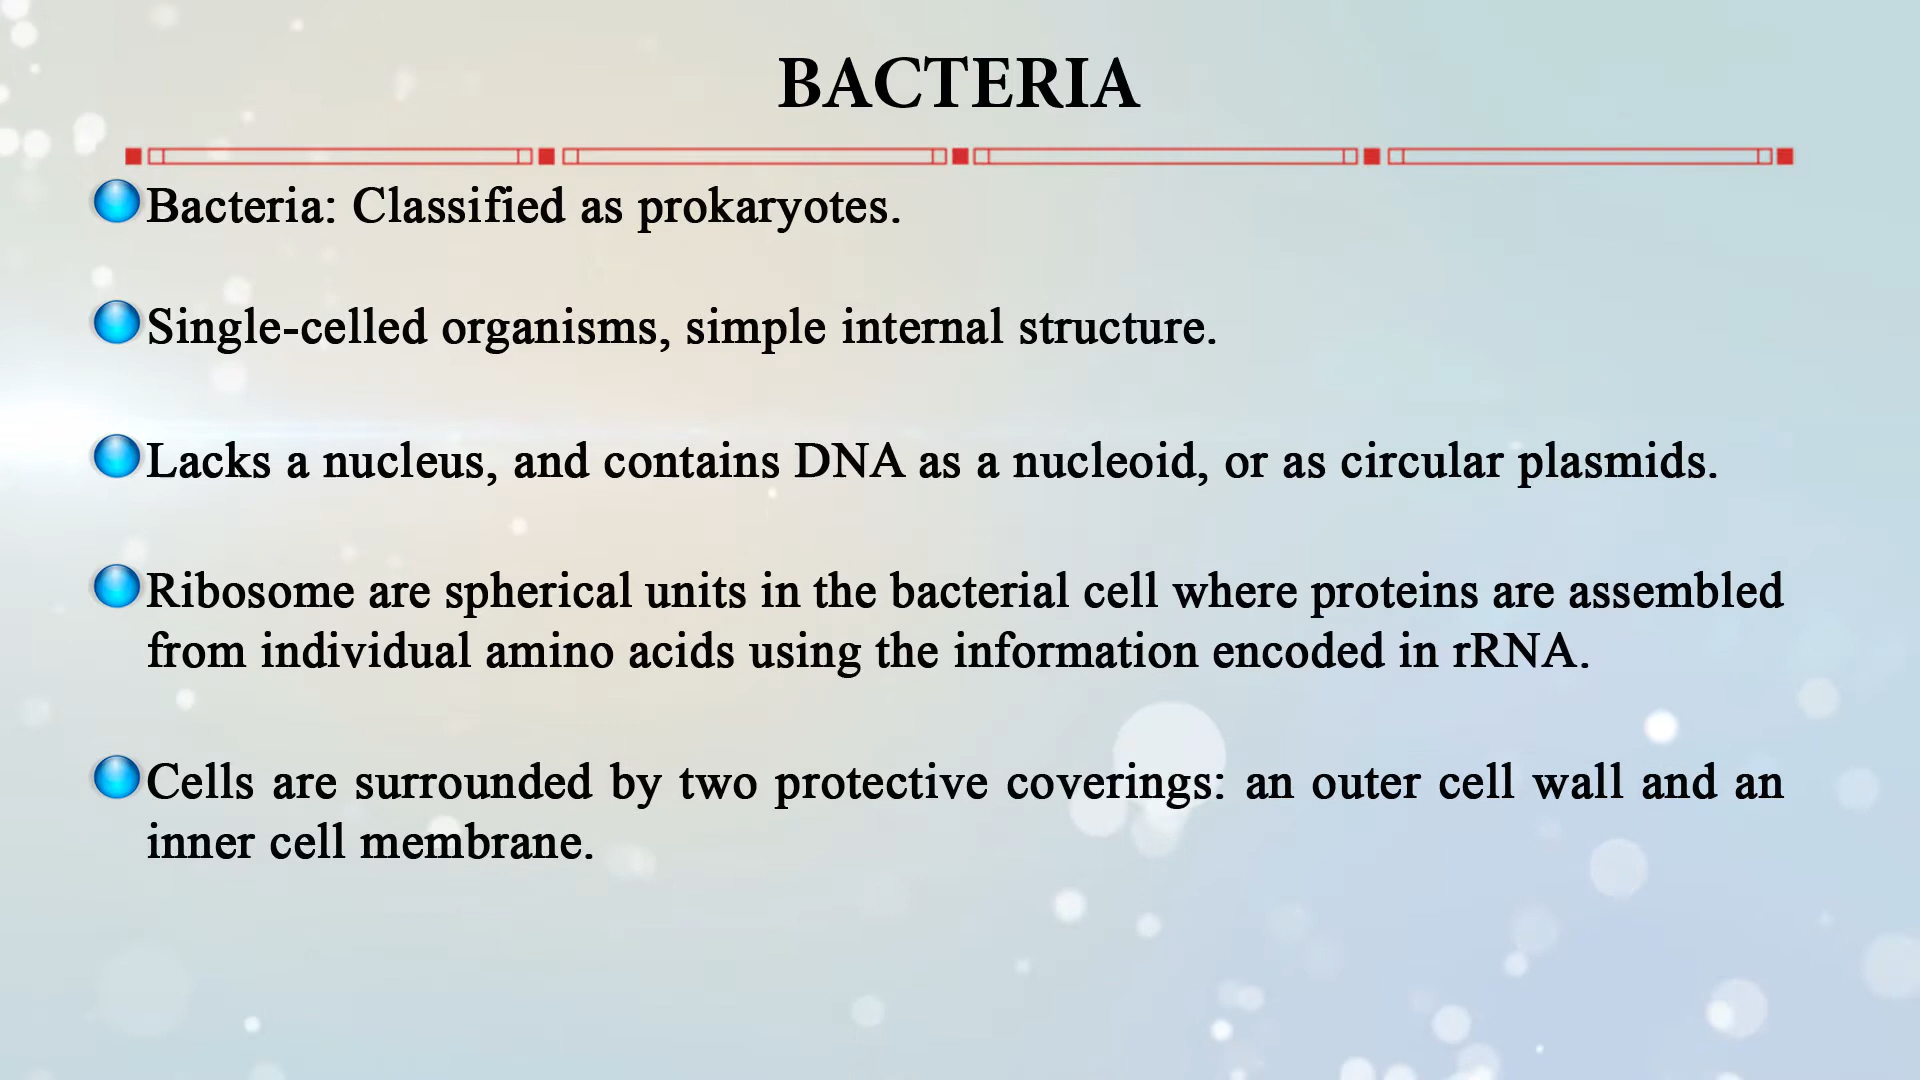 BACTERIA
Bacteria: Classified as prokaryotes.
Single-celled organisms, simple internal structure.
Lacks a nucleus, and contains DNA as a nucleoid, or as circular plasmids.
Ribosome are spherical units in the bacterial cell where proteins are assembled
from individual amino acids using the information encoded in rRNA.
Cells are surrounded by two protective coverings: an outer cell wall and an
inner cell membrane.